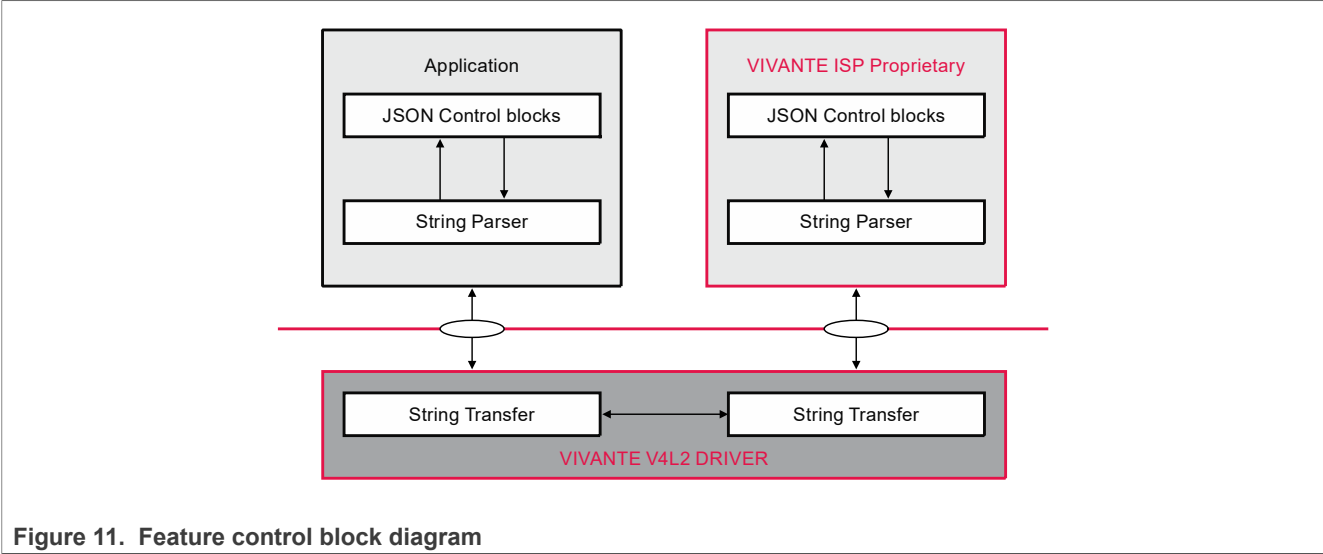 Application
JSON Control blocks
String Parser
VIVANTE ISP Proprietary
JSON Control blocks
String Parser
String Transfer
String Transfer
VIVANTE V4L2 DRIVER
Figure 11. Feature control block diagram